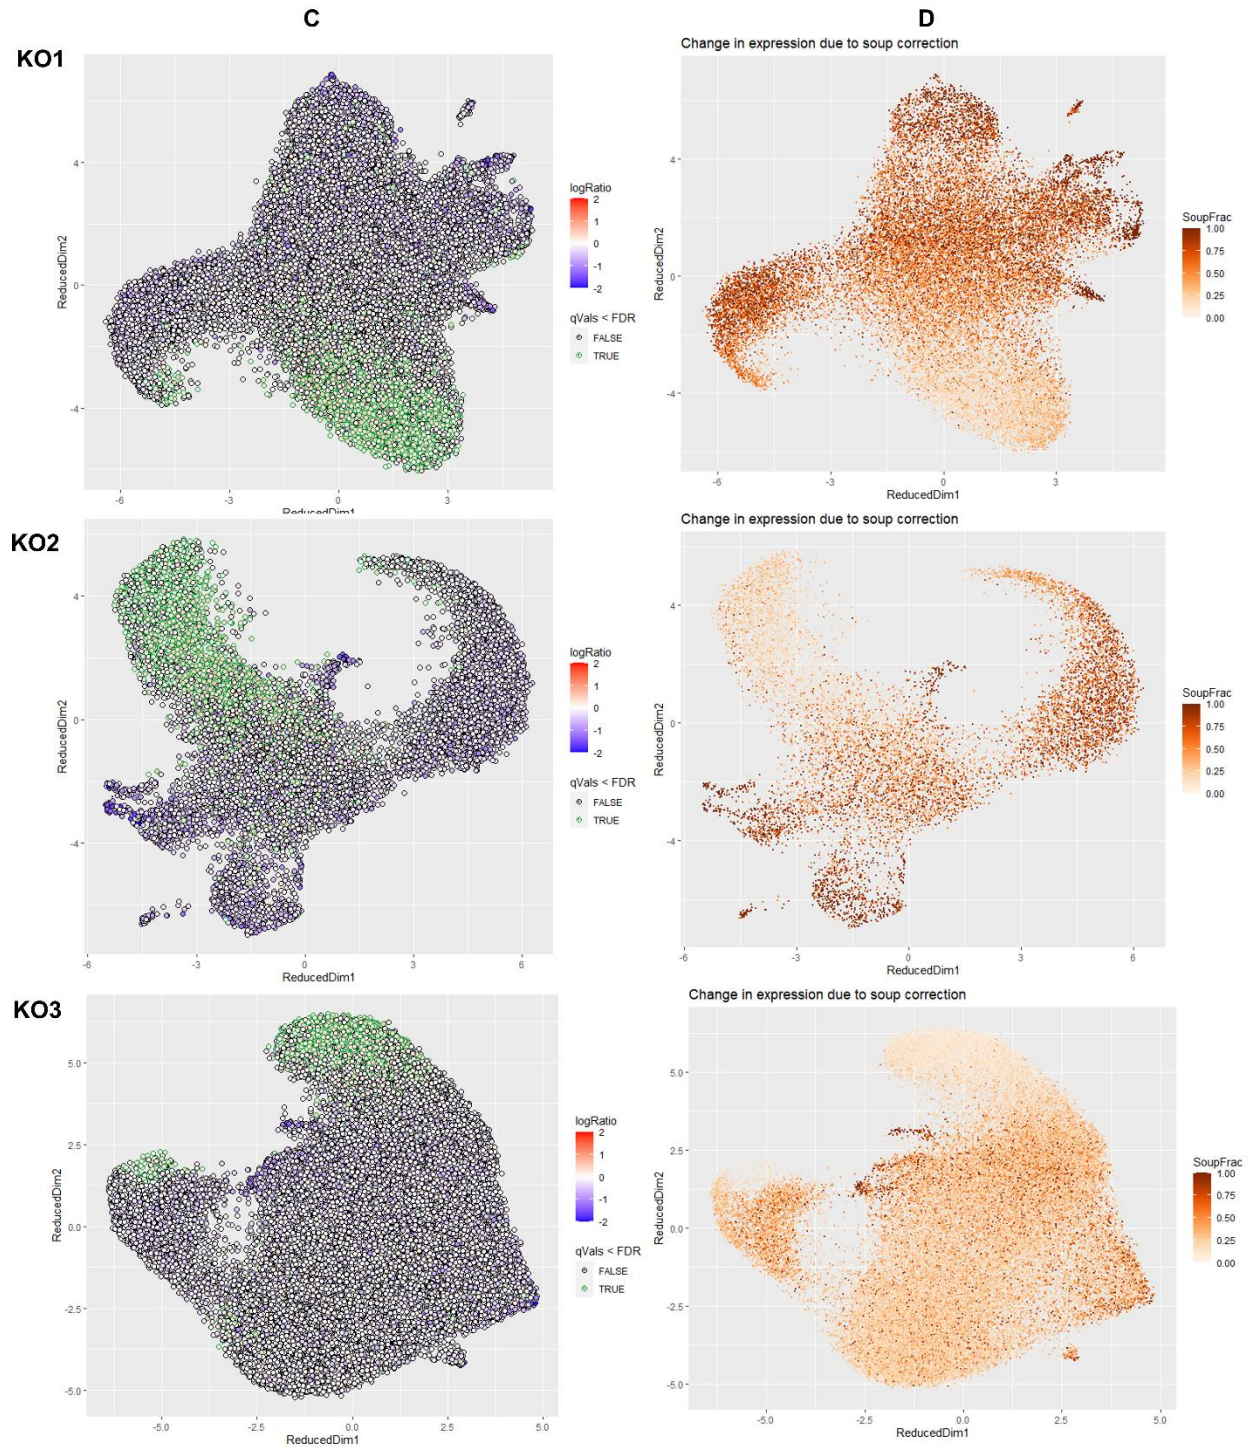 C
D
KO1
Change in expression due to soup correction
4
0
-4
-6
-3
0
3
ReducedDim1
ReducedDim2
logRatio
2
1
0
-1
-2
qVals < FDR
FALSE
TRUE
4
0
-4
-6
-3
0
3
ReducedDim1
ReducedDim2
SoupFrac
1.00
0.75
0.50
0.25
0.00
KO2
Change in expression due to soup correction
4
0
-4
-6
-3
0
3
6
ReducedDim1
ReducedDim2
logRatio
2
1
0
-1
-2
qVals < FDR
FALSE
TRUE
4
0
-4
-6
-3
0
3
6
ReducedDim1
ReducedDim2
SoupFrac
1.00
0.75
0.50
0.25
0.00
KO3
Change in expression due to soup correction
5.0
2.5
0.0
-2.5
-5.0
-5.0
-2.5
0.0
2.5
5.0
ReducedDim1
ReducedDim2
logRatio
2
1
0
-1
-2
qVals < FDR
FALSE
TRUE
5.0
2.5
0.0
-2.5
-5.0
-5.0
-2.5
0.0
2.5
5.0
ReducedDim1
ReducedDim2
SoupFrac
1.00
0.75
0.50
0.25
0.00